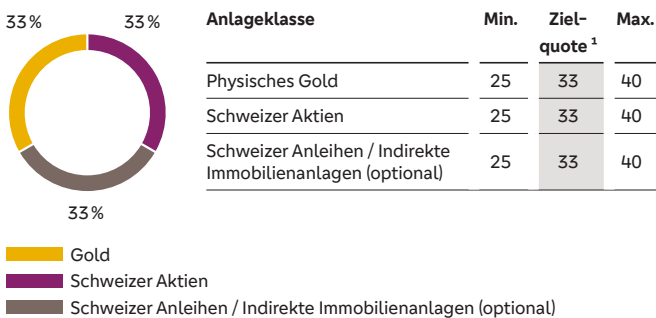 33 %
33 %
33 %
Anlageklasse Min. Ziel- Max.
quote ¹
Physisches Gold 25 33 40
Schweizer Aktien 25 33 40
Schweizer Anleihen / Indirekte
Immobilienanlagen (optional) 25 33 40
Gold
Schweizer Aktien
Schweizer Anleihen / Indirekte Immobilienanlagen (optional)